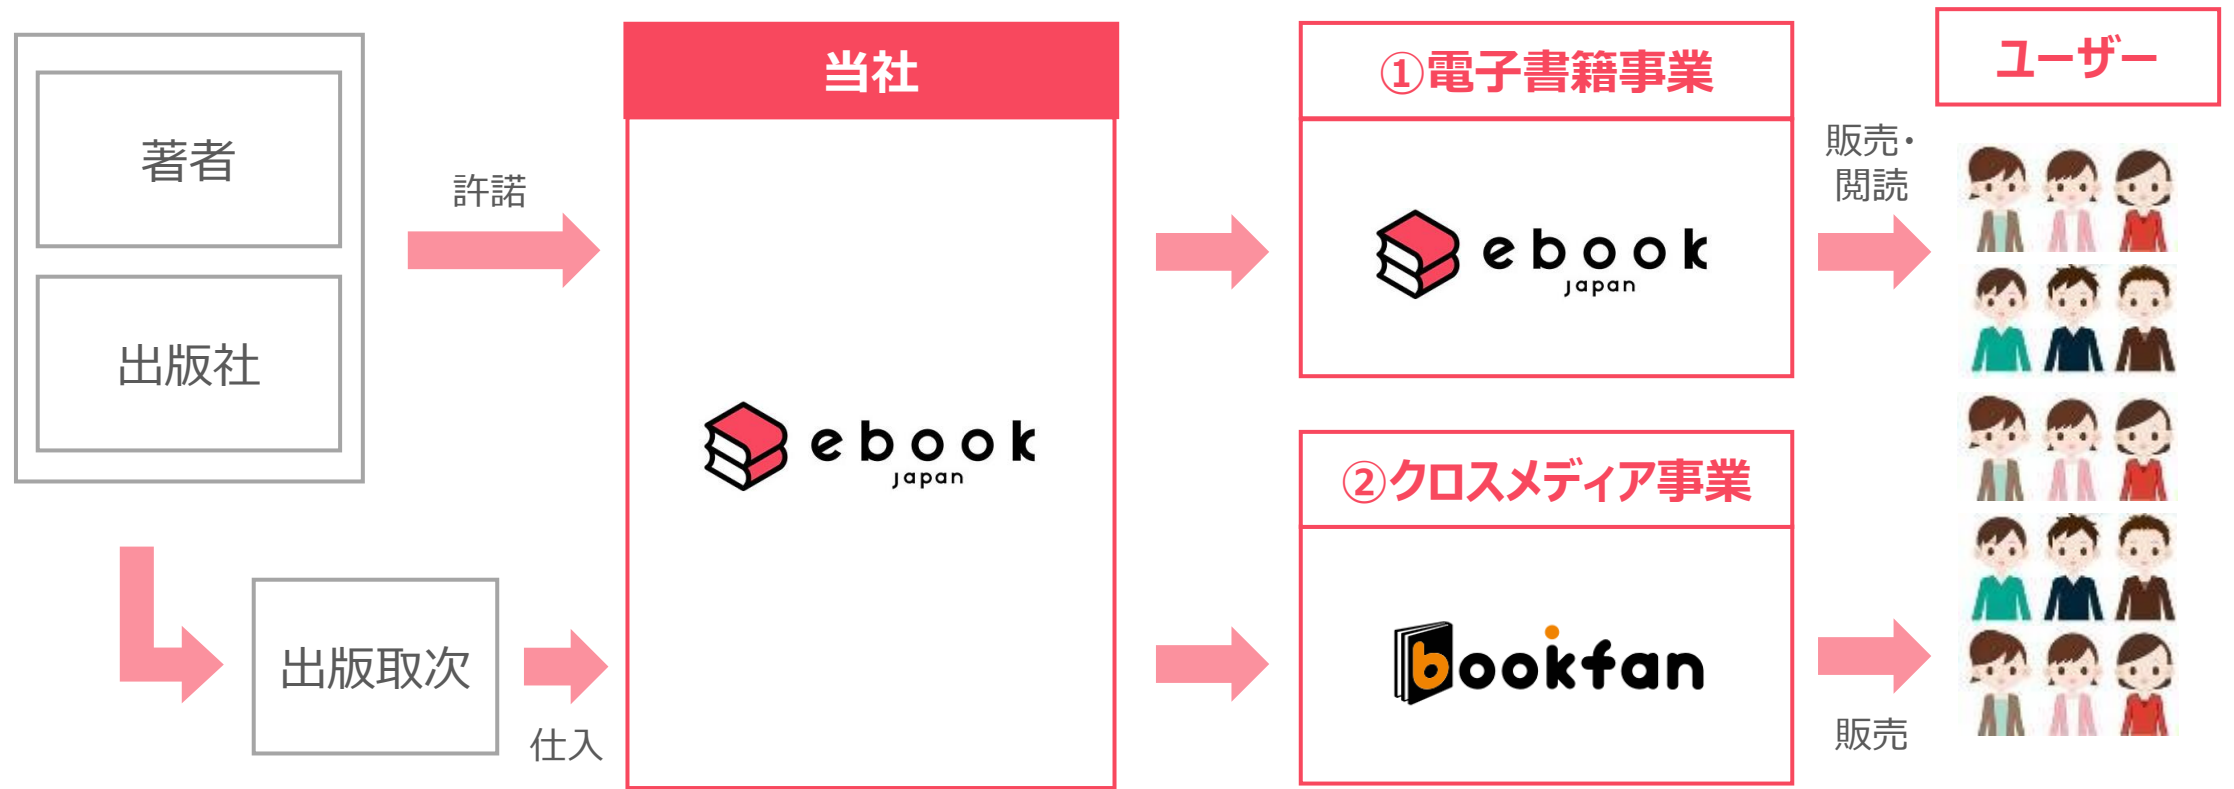 著者
出版社
許諾
出版取次
仕入
当社
ebook
japan
①電子書籍事業
ebook
japan
②クロスメディア事業
bookfan
販売・
閲読
販売
ユーザー